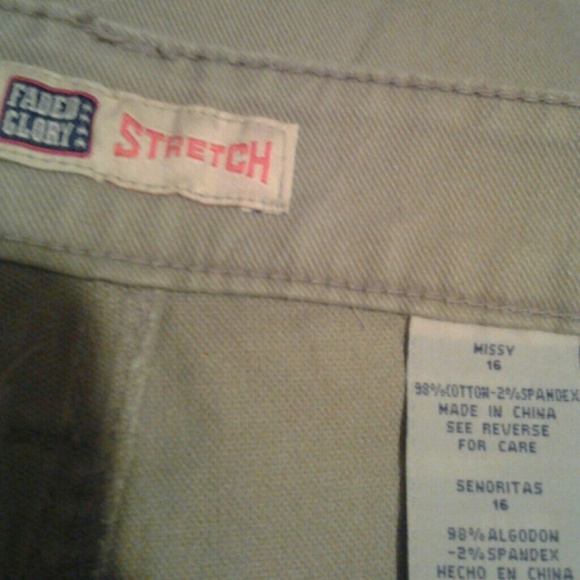 FADED
GLORY
STRETCH
MISSY
16
98%COTTON-2%SPANDEX
MADE IN CHINA
SEE REVERSE
FOR CARE
SENORITAS
16
98%ALGODON
-2%SPANDEX
HECHO EN CHINA